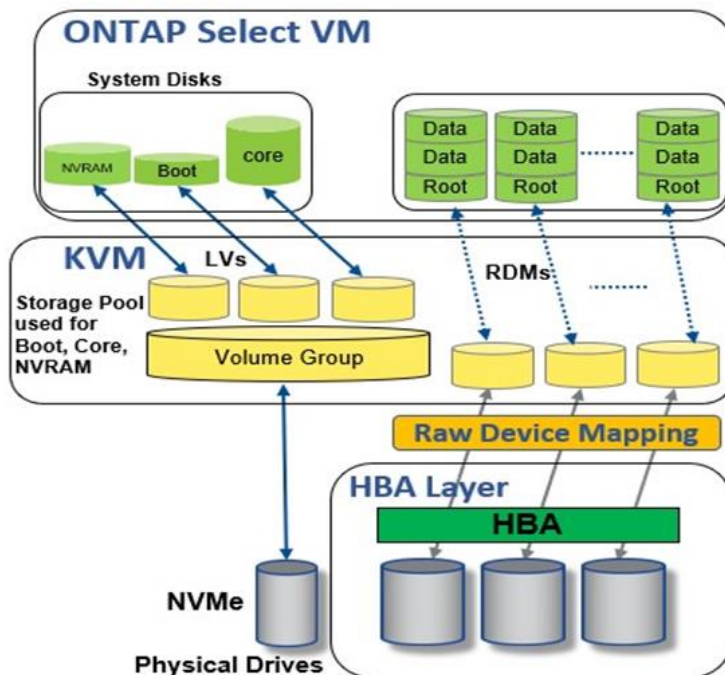 ONTAP Select VM
System Disks
NVRAM
Boot
core
Data
Data
Root
Data
Data
Root
Data
Data
Root
KVM
LVs
RDMs
Storage Pool
used for
Boot, Core,
NVRAM
Volume Group
Raw Device Mapping
HBA Layer
HBA
NVMe
Physical Drives